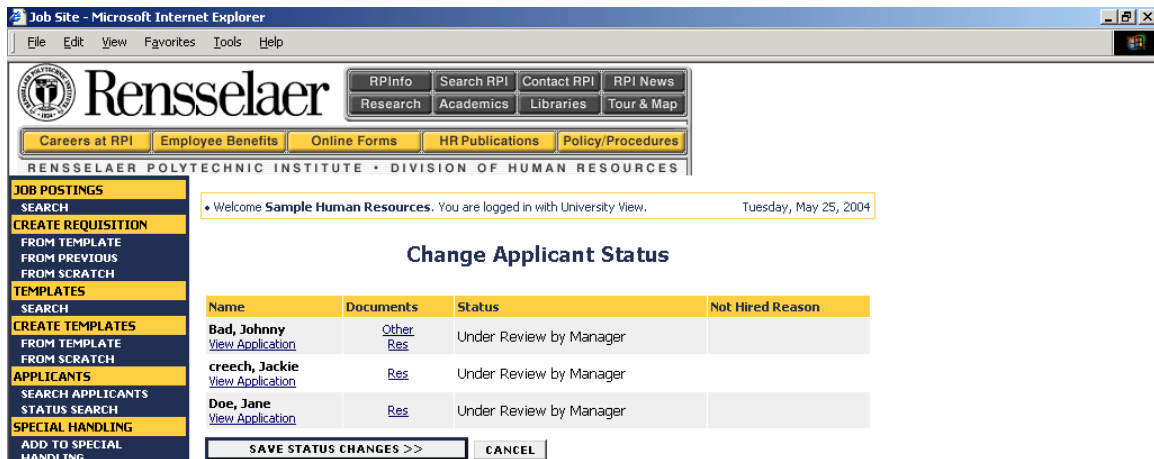 Job Site - Microsoft Internet Explorer
File Edit View Favorites Tools Help
Rensselaer
RPInfo Search RPI Contact RPI RPI News
Research Academics Libraries Tour & Map
Careers at RPI Employee Benefits Online Forms HR Publications Policy/Procedures
RENSSELAER POLYTECHNIC INSTITUTE • DIVISION OF HUMAN RESOURCES
JOB POSTINGS
SEARCH
CREATE REQUISITION
FROM TEMPLATE
FROM PREVIOUS
FROM SCRATCH
TEMPLATES
SEARCH
CREATE TEMPLATES
FROM TEMPLATE
FROM SCRATCH
APPLICANTS
SEARCH APPLICANTS
STATUS SEARCH
SPECIAL HANDLING
ADD TO SPECIAL
HANDLING
• Welcome Sample Human Resources. You are logged in with University View. Tuesday, May 25, 2004
Change Applicant Status
Name Documents Status Not Hired Reason
Bad, Johnny Other
View Application Res Under Review by Manager
creech, Jackie
View Application Res Under Review by Manager
Doe, Jane
View Application Res Under Review by Manager
SAVE STATUS CHANGES >> CANCEL